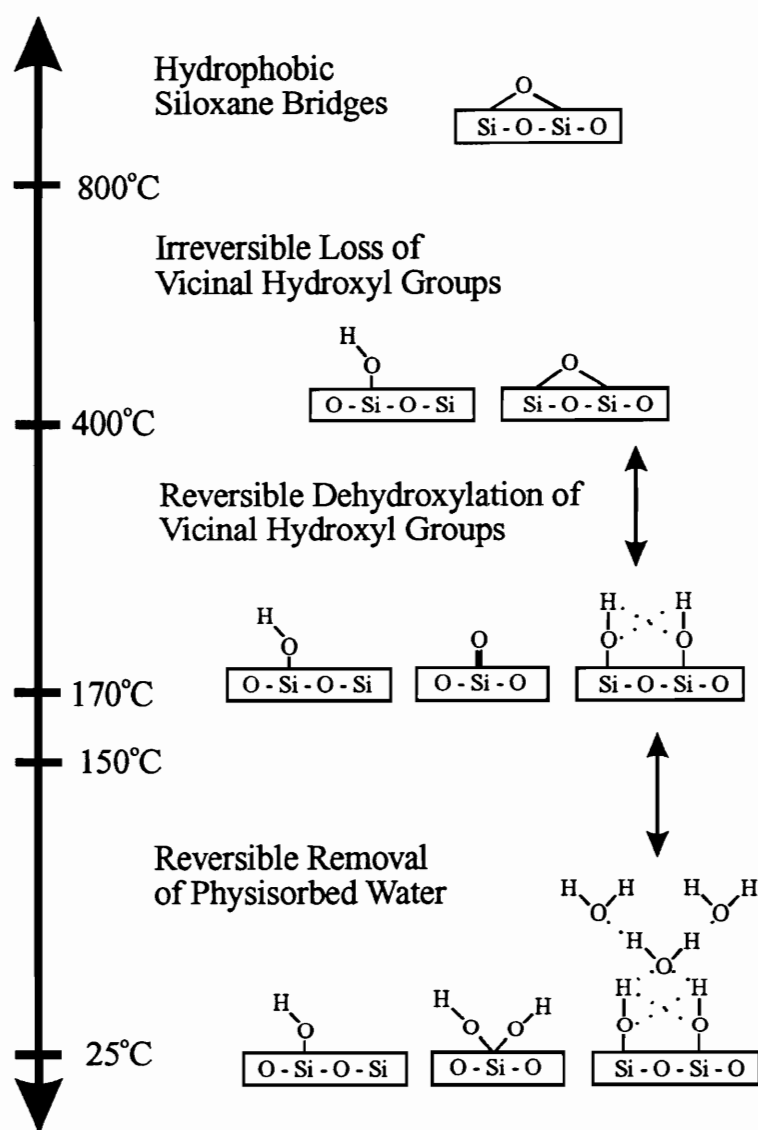 Hydrophobic
Siloxane Bridges
O
Si - O - Si - O
800°C
Irreversible Loss of
Vicinal Hydroxyl Groups
H
O
O
O - Si - O - Si
Si - O - Si - O
400°C
Reversible Dehydroxylation of
Vicinal Hydroxyl Groups
H H H
O O O O
O - Si - O - Si
O - Si - O
Si - O - Si - O
170°C
150°C
Reversible Removal
of Physisorbed Water
H H H H
O O
H H
O
H H
H H H
O O O O O
O - Si - O - Si
O - Si - O
Si - O - Si - O
25°C